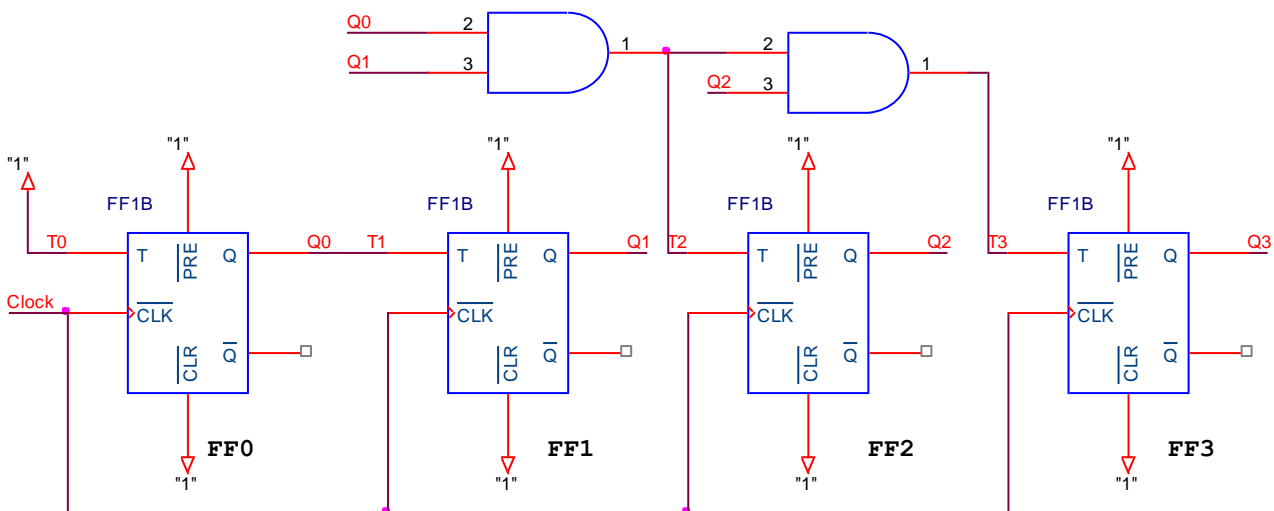 Q0 2
1
2
Q1 3
1
Q2 3
"1" "1" "1" "1"
"1"
FF1B FF1B FF1B FF1B
T0 T PRE Q Q0 T1 T PRE Q Q1 T2 T PRE Q Q2 T3 T PRE Q Q3
Clock CLK CLK CLK CLK
CLR Q CLR Q CLR Q CLR Q
FF0 FF1 FF2 FF3
"1" "1" "1" "1"